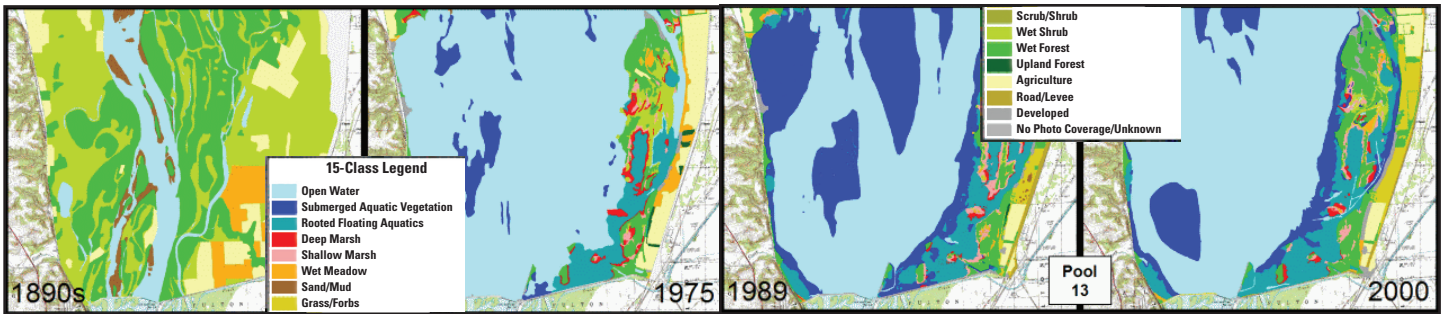 1890s
15-Class Legend
Open Water
Submerged Aquatic Vegetation
Rooted Floating Aquatics
Deep Marsh
Shallow Marsh
Wet Meadow
Sand/Mud
Grass/Forbs
1975
1989
Scrub/Shrub
Wet Shrub
Wet Forest
Upland Forest
Agriculture
Road/Levee
Developed
No Photo Coverage/Unknown
Pool
13
2000